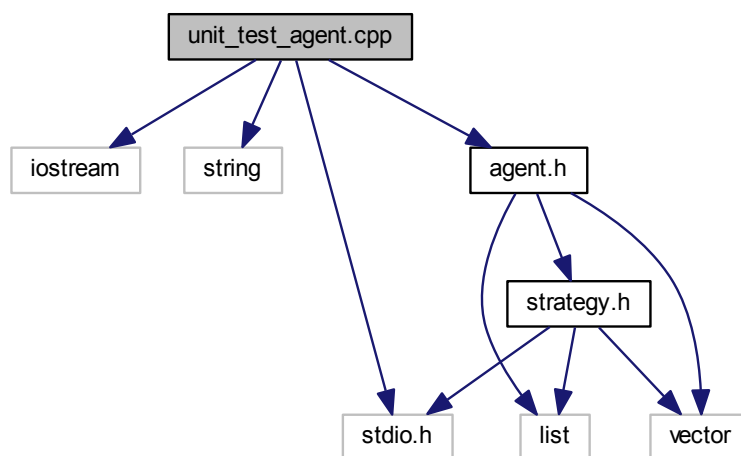 unit_test_agent.cpp
iostream
string
agent.h
strategy.h
stdio.h
list
vector